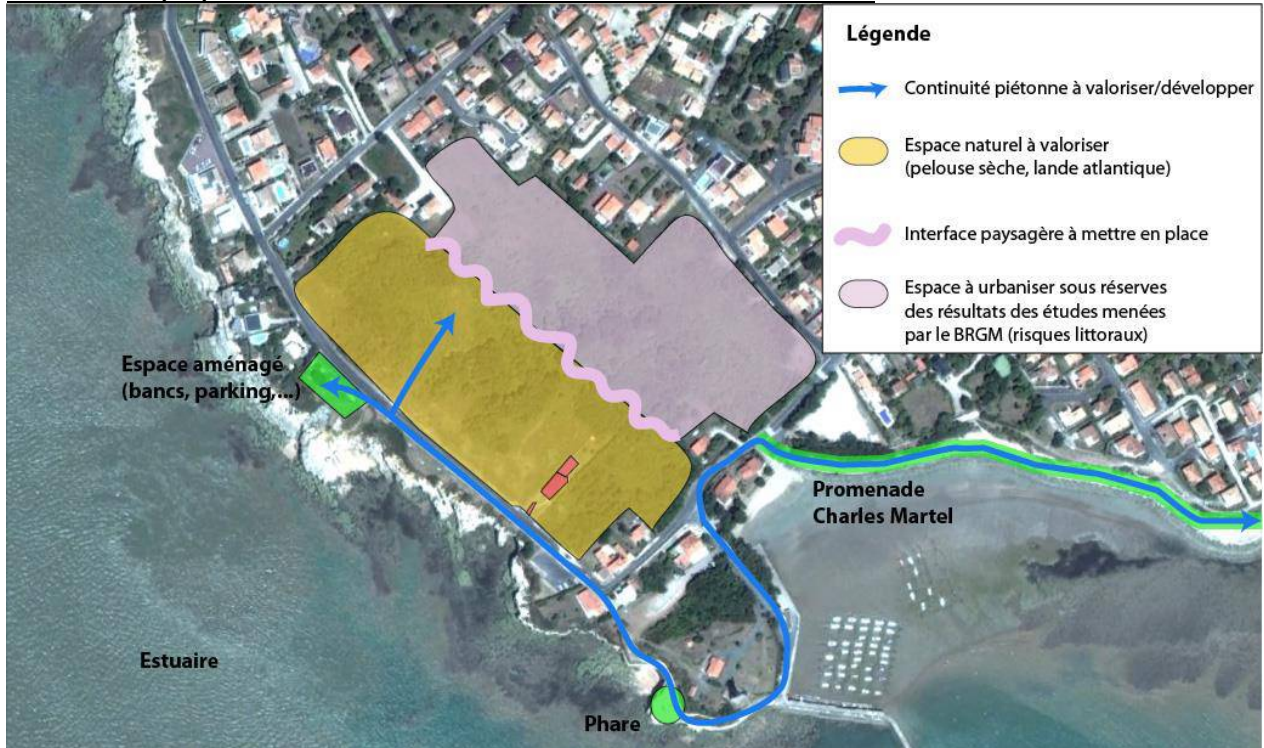 Légende
Continuité piétonne à valoriser/développer
Espace naturel à valoriser
(pelouse sèche, lande atlantique)
Interface paysagère à mettre en place
Espace à urbaniser sous réserves
des résultats des études menées
par le BRGM (risques littoraux)
Espace aménagé
(bancs, parking,...)
Promenade
Charles Martel
Estuaire
Phare